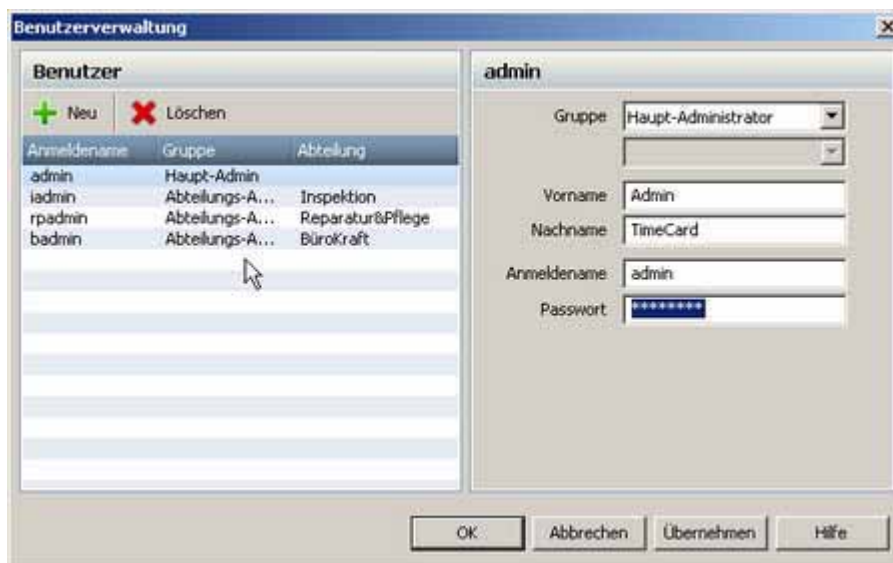 Benutzerverwaltung
Benutzer
Neu Löschen
Anmeldename Gruppe Abteilung
admin Haupt-Admin
iadmin Abteilungs-A... Inspektion
rpadmin Abteilungs-A... Reparatur&Pflege
badmin Abteilungs-A... BüroKraft
admin
Gruppe Haupt-Administrator
Vorname Admin
Nachname TimeCard
Anmeldename admin
Passwort ********
OK Abbrechen Übernehmen Hilfe